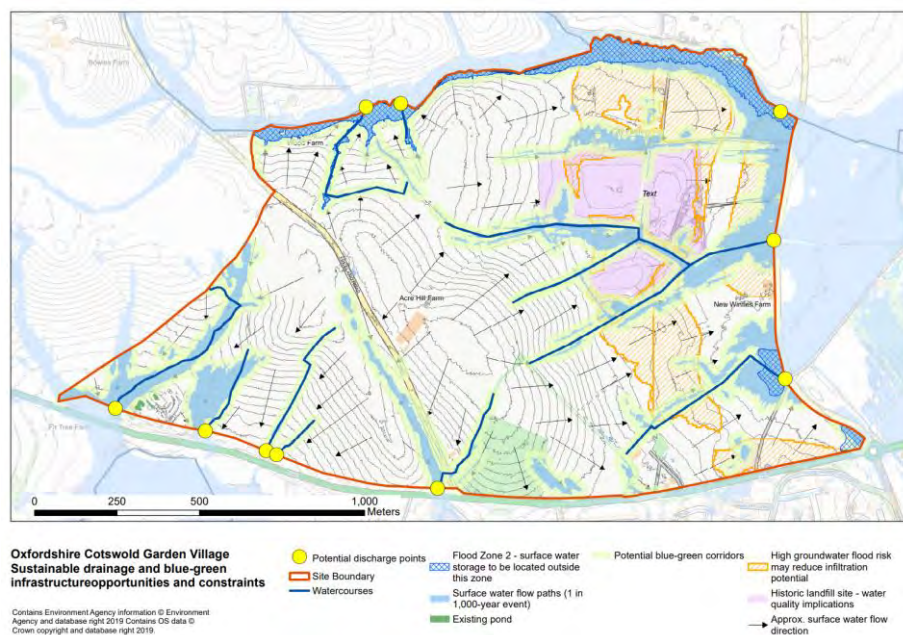 Bowles Farm
Text
Acre Hill Farm
New Wintles Farm
Fir Tree Farm
0 250 500 1,000
Meters
Oxfordshire Cotswold Garden Village
Sustainable drainage and blue-green
infrastructureopportunities and constraints
Contains Environment Agency information © Environment
Agency and database right 2019 Contains OS data ©
Crown copyright and database right 2019.
Potential discharge points
Site Boundary
Watercourses
Flood Zone 2 - surface water
storage to be located outside
this zone
Surface water flow paths (1 in
1,000-year event)
Existing pond
Potential blue-green corridors
High groundwater flood risk
may reduce infiltration
potential
Historic landfill site - water
quality implications
Approx. surface water flow
direction